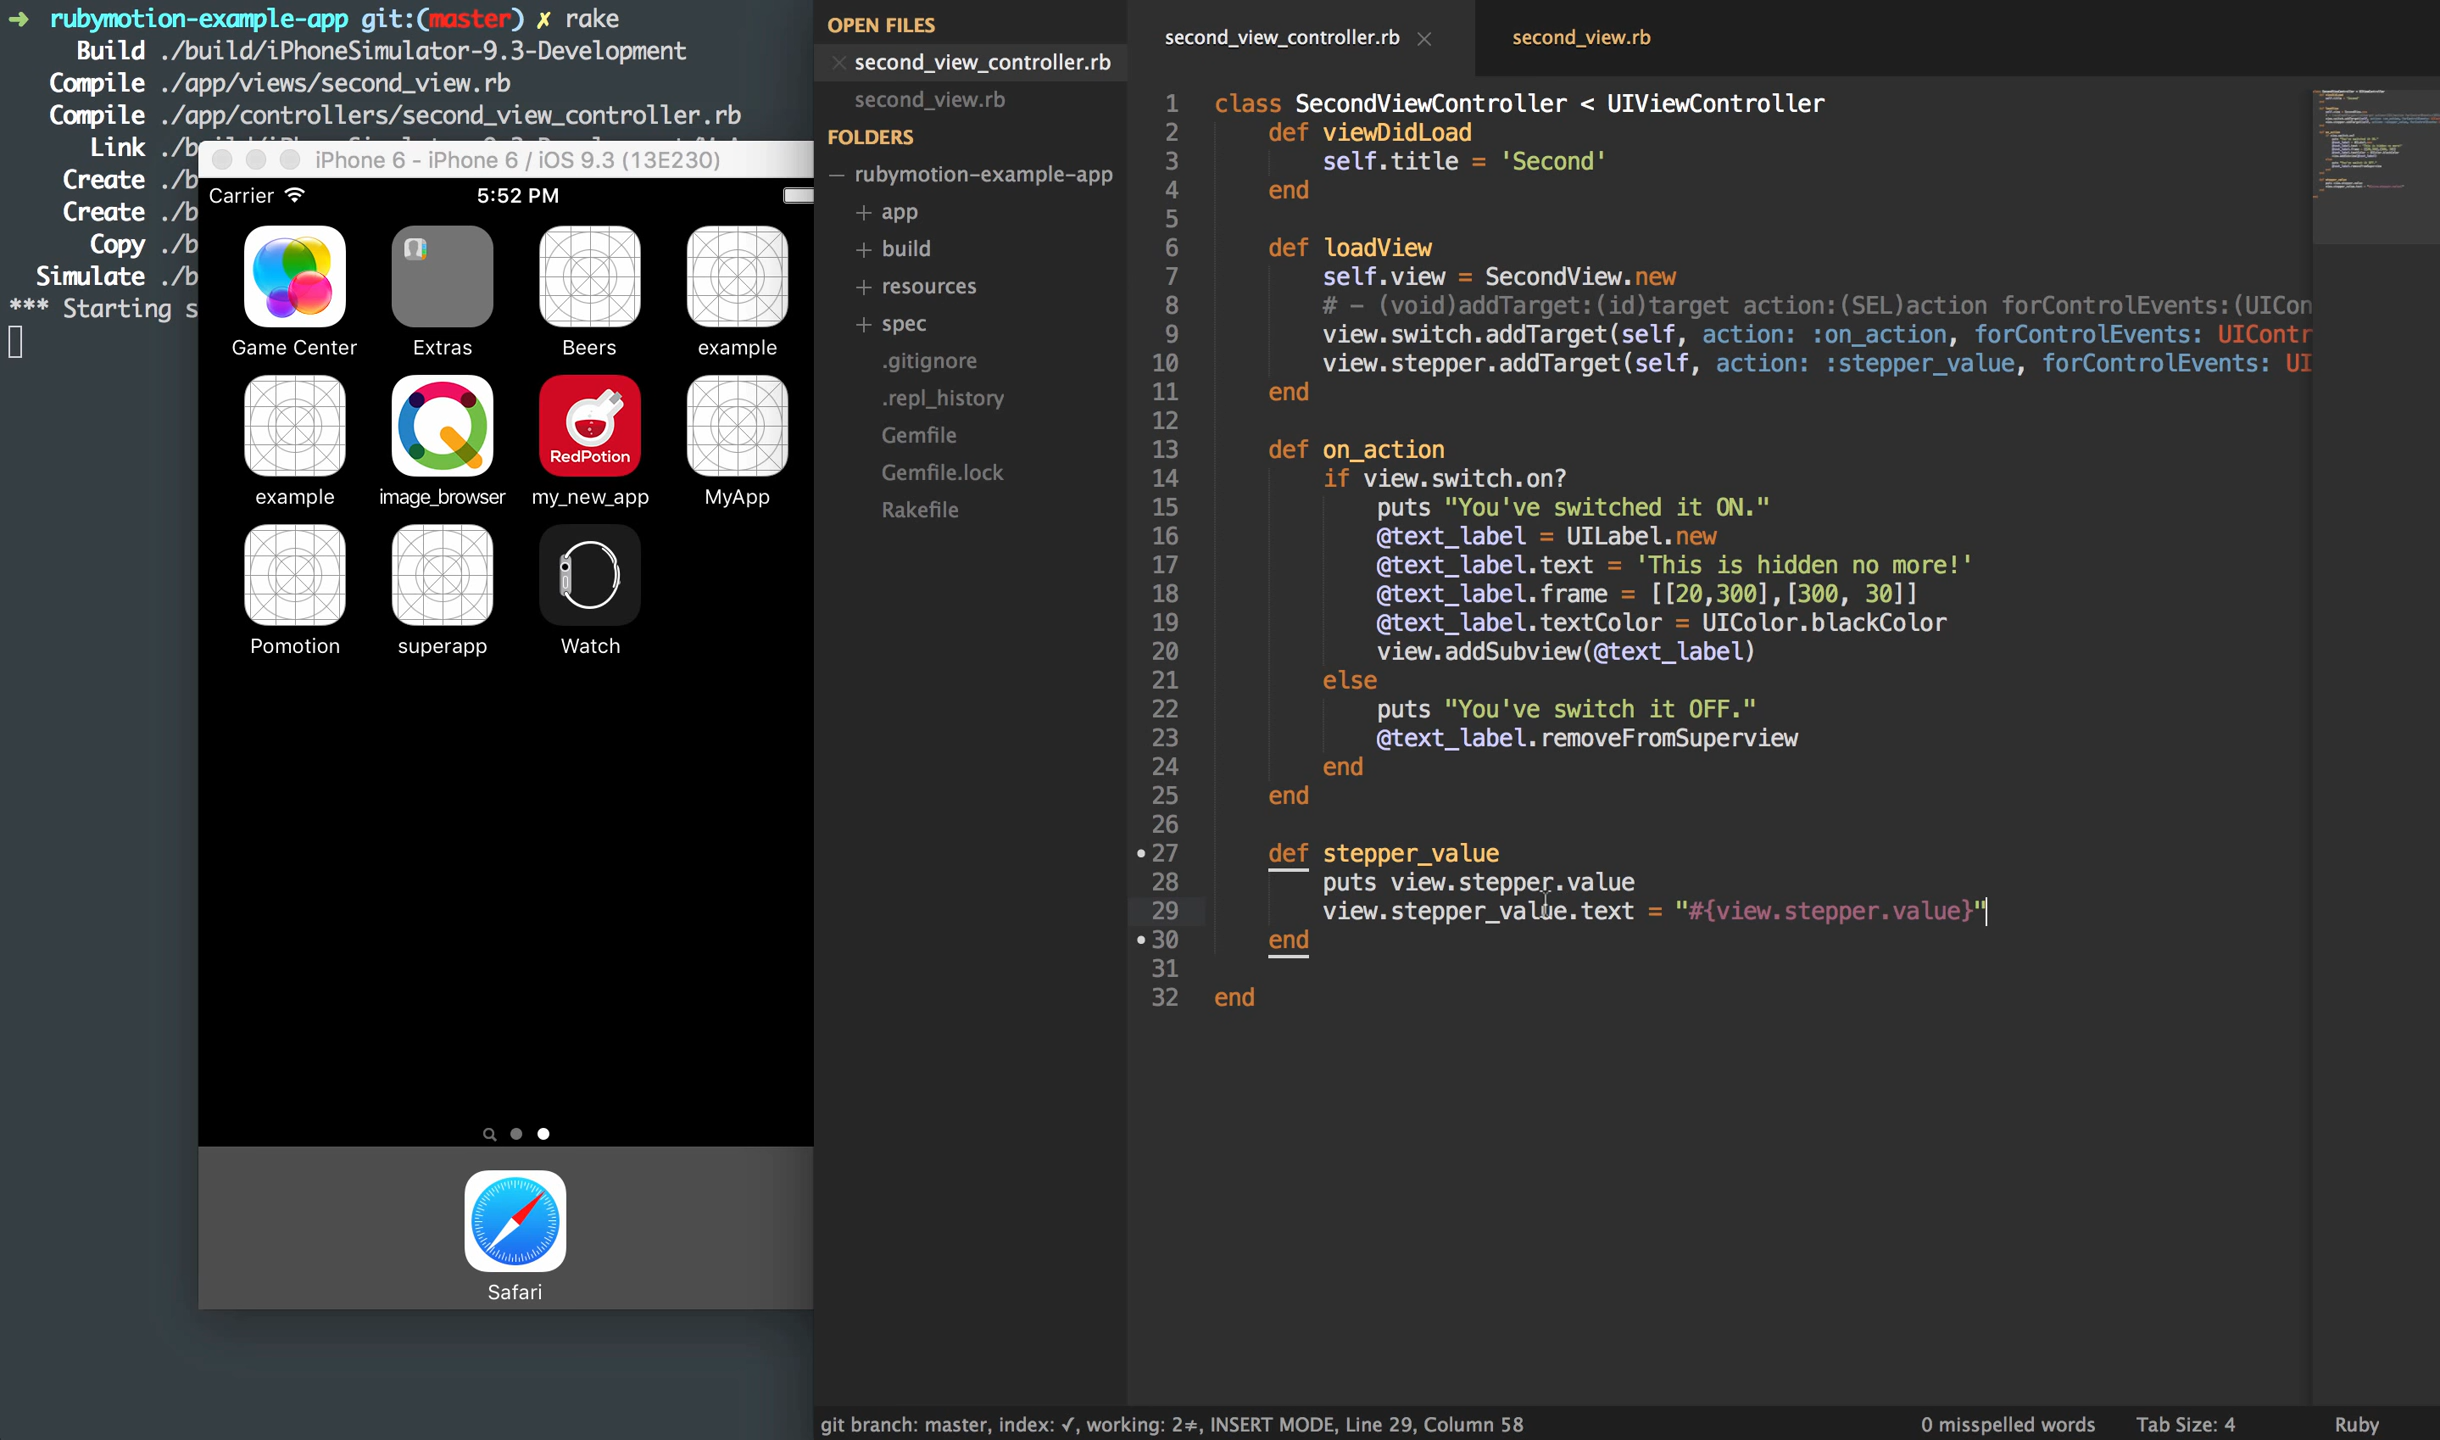 ➜ rubymotion-example-app git:(master) ✗ rake
Build ./build/iPhoneSimulator-9.3-Development
Compile ./app/views/second_view.rb
Compile ./app/controllers/second_view_controller.rb
Link ./b
Create ./b
Create ./b
Copy ./b
Simulate ./b
*** Starting s
iPhone 6 - iPhone 6 / iOS 9.3 (13E230)
Carrier 5:52 PM
Game Center Extras Beers example
RedPotion
example image_browser my_new_app MyApp
Pomotion superapp Watch
Safari
OPEN FILES
second_view_controller.rb
second_view.rb
FOLDERS
rubymotion-example-app
app
build
resources
spec
.gitignore
.repl_history
Gemfile
Gemfile.lock
Rakefile
second_view_controller.rb second_view.rb
1 class SecondViewController < UIViewController
2 def viewDidLoad
3 self.title = 'Second'
4 end
5
6 def loadView
7 self.view = SecondView.new
8 # - (void)addTarget:(id)target action:(SEL)action forControlEvents:(UICon
9 view.switch.addTarget(self, action: :on_action, forControlEvents: UIContr
10 view.stepper.addTarget(self, action: :stepper_value, forControlEvents: UI
11 end
12
13 def on_action
14 if view.switch.on?
15 puts "You've switched it ON."
16 @text_label = UILabel.new
17 @text_label.text = 'This is hidden no more!'
18 @text_label.frame = [[20,300],[300, 30]]
19 @text_label.textColor = UIColor.blackColor
20 view.addSubview(@text_label)
21 else
22 puts "You've switch it OFF."
23 @text_label.removeFromSuperview
24 end
25 end
26
27 def stepper_value
28 puts view.stepper.value
29 view.stepper_value.text = "#{view.stepper.value}"
30 end
31
32 end
git branch: master, index: ✓, working: 2≠, INSERT MODE, Line 29, Column 58 0 misspelled words Tab Size: 4 Ruby